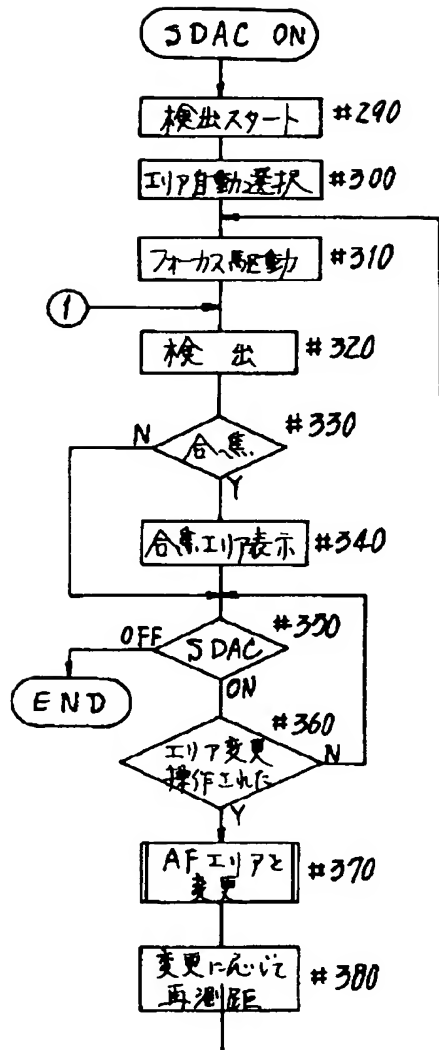 SDAC ON
検出スタート #290
エリア自動選択 #300
フォーカス駆動 #310
1
検出 #320
#330
N 合焦
Y
合焦エリア表示 #340
#350
OFF SDAC
END ON
#360
エリア変更 N
操作された
Y
AFエリアを #370
変更
変更に応じて #380
再測距